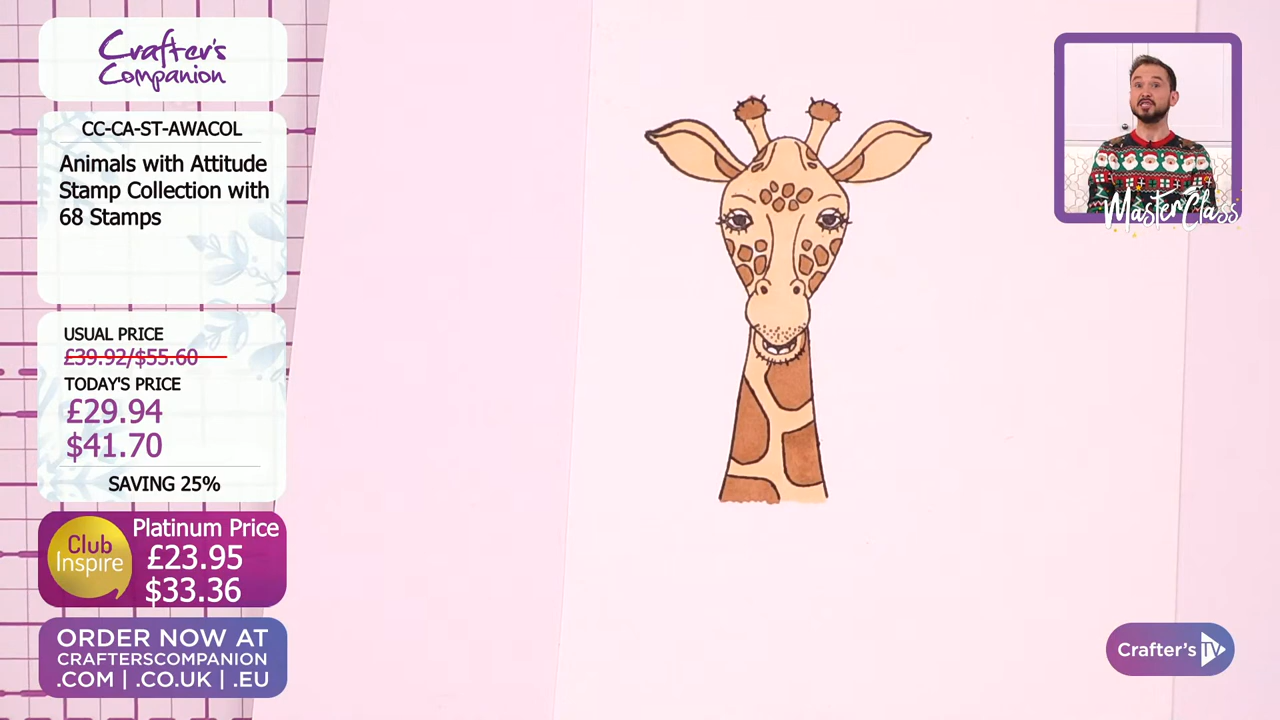 Crafter's
Companion
CC-CA-ST-AWACOL
Animals with Attitude
Stamp Collection with
68 Stamps
USUAL PRICE
£39.92/$55.60
TODAY'S PRICE
£29.94
$41.70
SAVING 25%
Club
Inspire
Platinum Price
£23.95
$33.36
ORDER NOW AT
CRAFTERSCOMPANION
.COM | .CO.UK | .EU
MasterClass
Crafter's TV